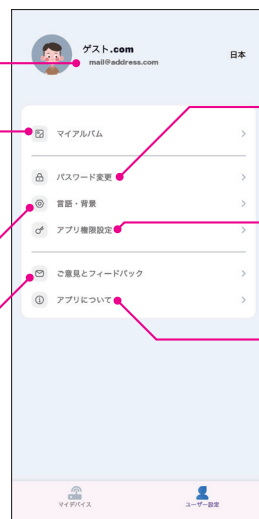 ゲスト.com
mail@address.com
日本
マイアルバム
パスワード変更
言語・背景
アプリ権限設定
ご意見とフィードバック
アプリについて
マイデバイス
ユーザー設定